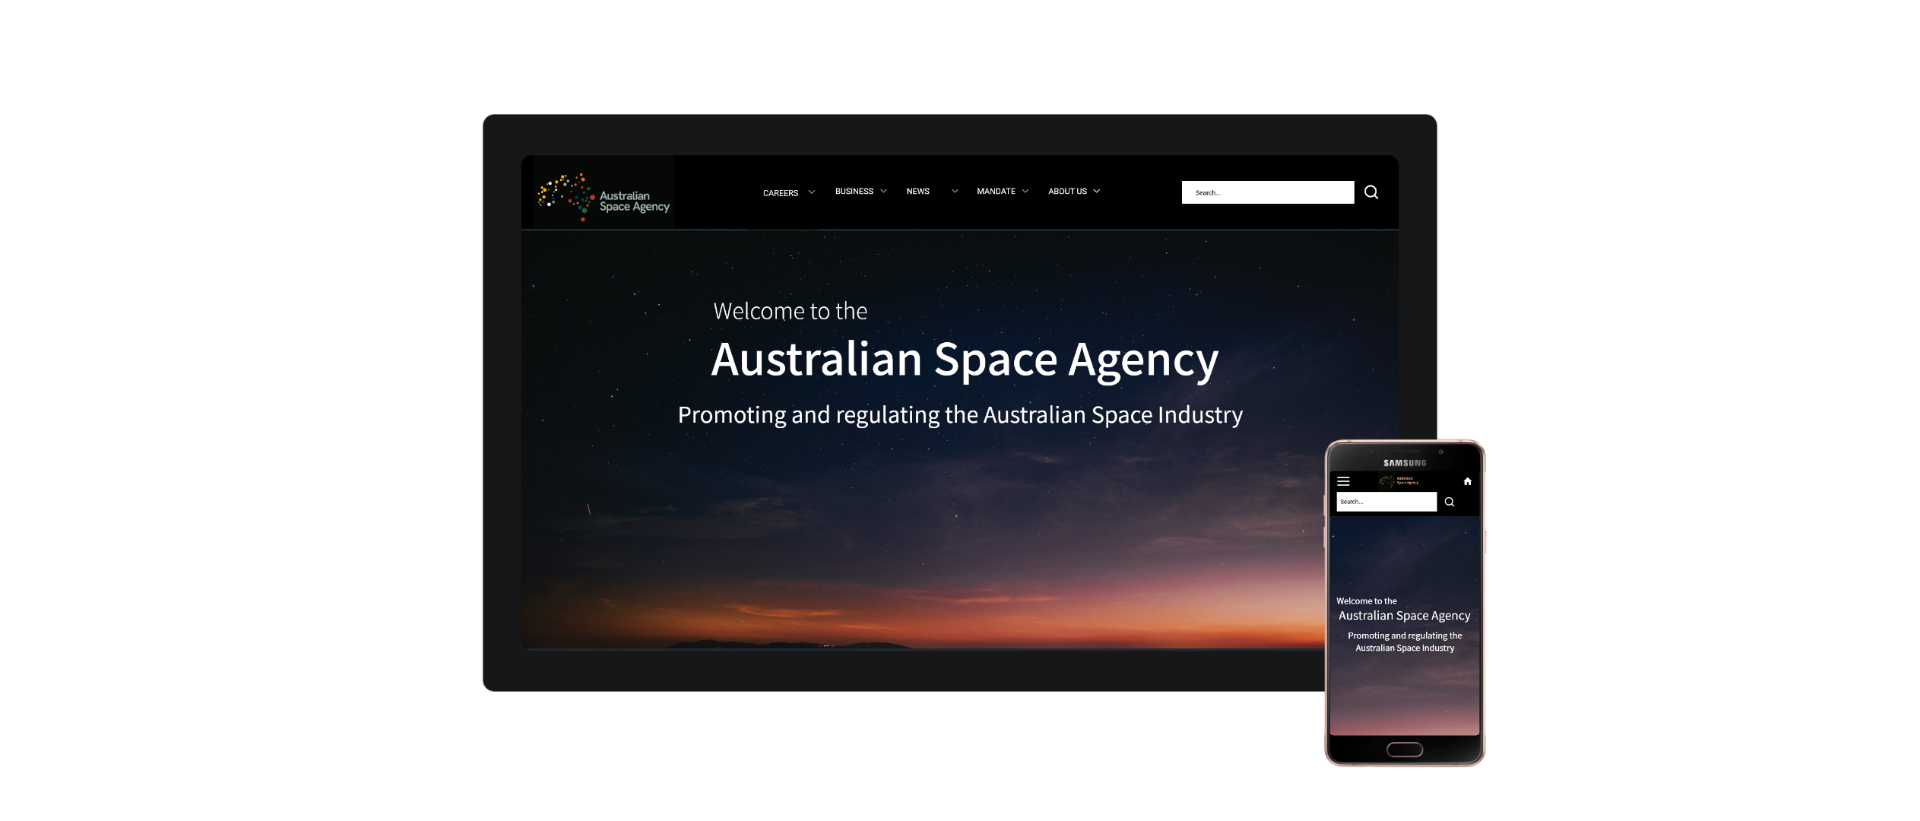 Australian
Space Agency
CAREERS
BUSINESS
NEWS
MANDATE
ABOUT US
Search...
Welcome to the
Australian Space Agency
Promoting and regulating the Australian Space Industry
SAMSUNG
Space Agency
Search...
Welcome to the
Australian Space Agency
Promoting and regulating the
Australian Space Industry